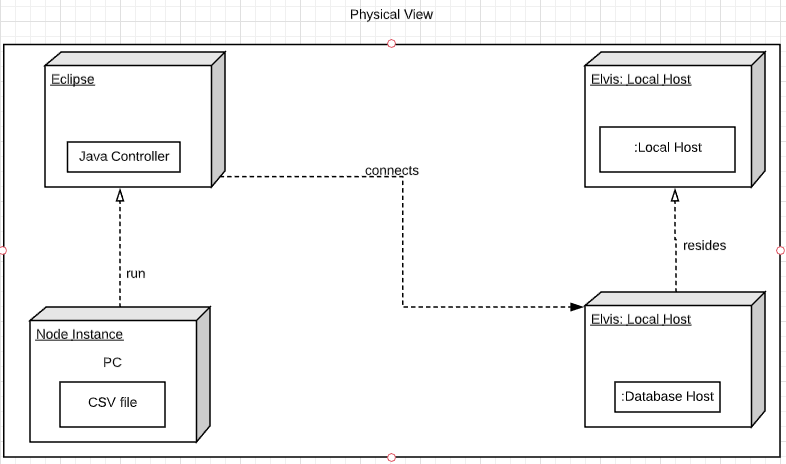 Physical View
Eclipse
Java Controller
Elvis: Local Host
:Local Host
connects
run
resides
Node Instance
PC
CSV file
Elvis: Local Host
:Database Host